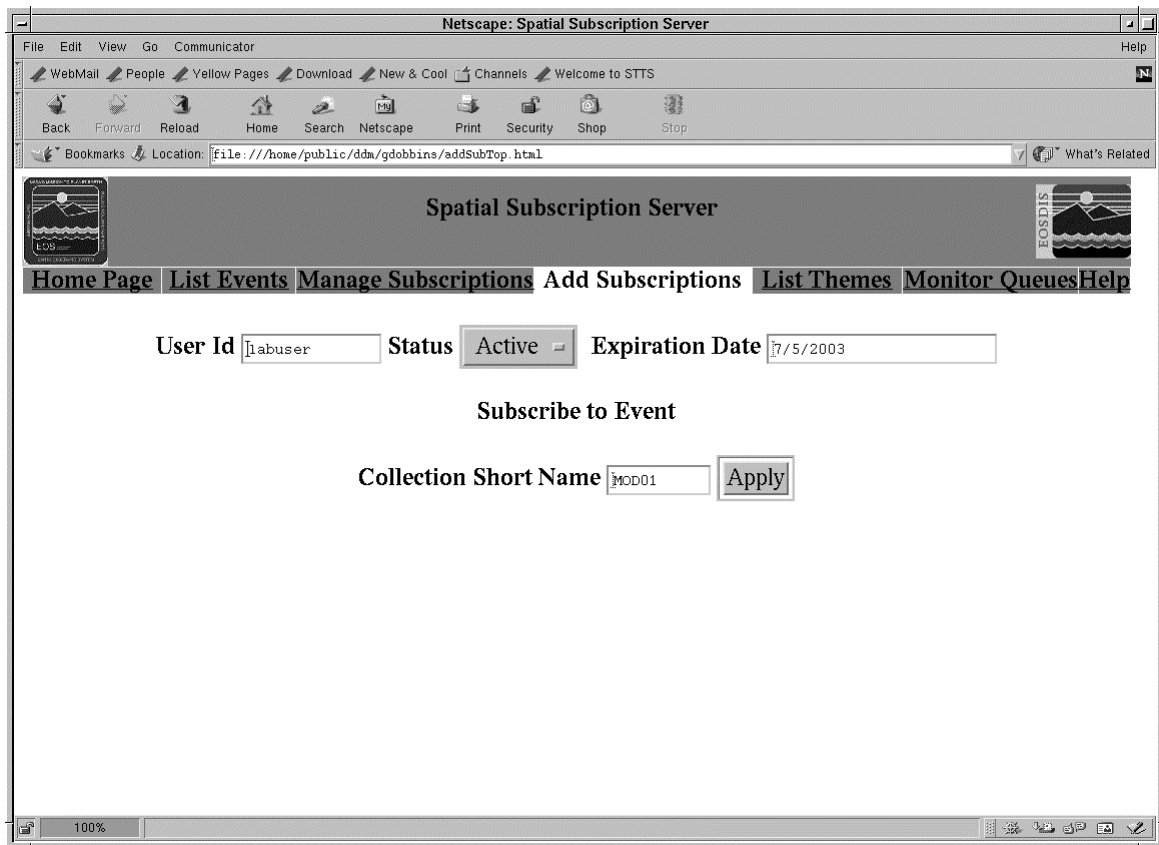 Netscape: Spatial Subscription Server
File Edit View Go Communicator Help
WebMail People Yellow Pages Download New & Cool Channels Welcome to STTS N
Back Forward Reload Home Search Netscape Print Security Shop Stop
My
Bookmarks Location: file:///home/public/ddm/gdobbins/addSubTop.html What's Related
Spatial Subscription Server
EOS
EOSDIS
Home Page List Events Manage Subscriptions Add Subscriptions List Themes Monitor Queues Help
User Id labuser Status Active Expiration Date 7/5/2003
Subscribe to Event
Collection Short Name MOD01 Apply
100%